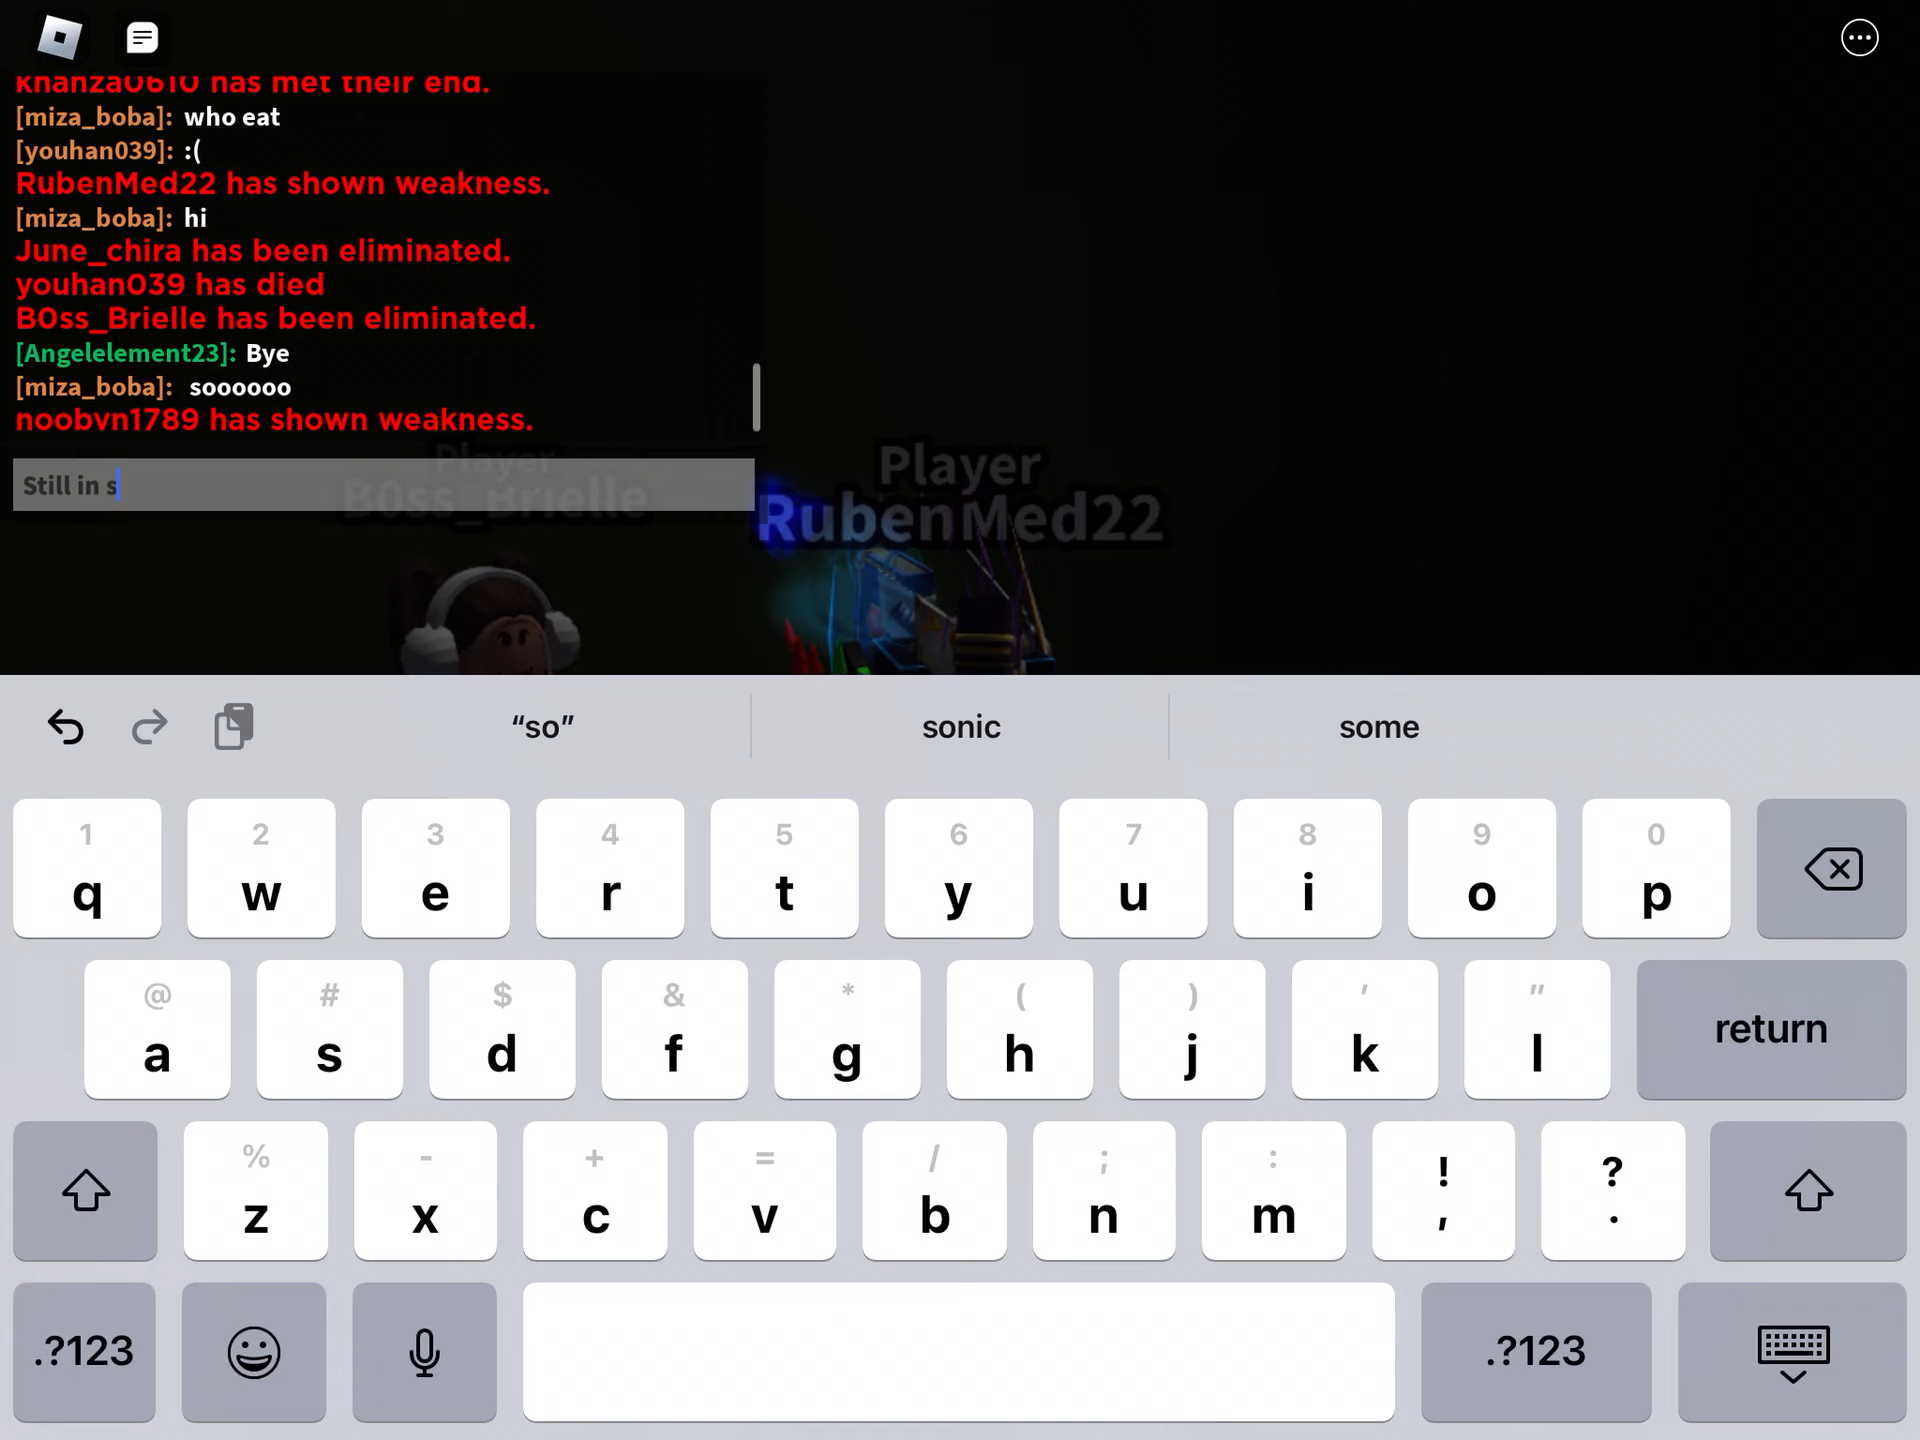 khanza0610 has met their end.
[miza_boba]: who eat
[youhan039]: :(
RubenMed22 has shown weakness.
[miza_boba]: hi
June_chira has been eliminated.
youhan039 has died
B0ss_Brielle has been eliminated.
[Angelelement23]: Bye
[miza_boba]: soooooo
noobvn1789 has shown weakness.
Still in s
Player
B0ss_Brielle
Player
RubenMed22
“so” sonic some
1 2 3 4 5 6 7 8 9 0
q w e r t y u i o p
@ # $ & * ( ) ' "
a s d f g h j k l return
% - + = / ; : ! ?
z x c v b n m , .
.?123 .?123